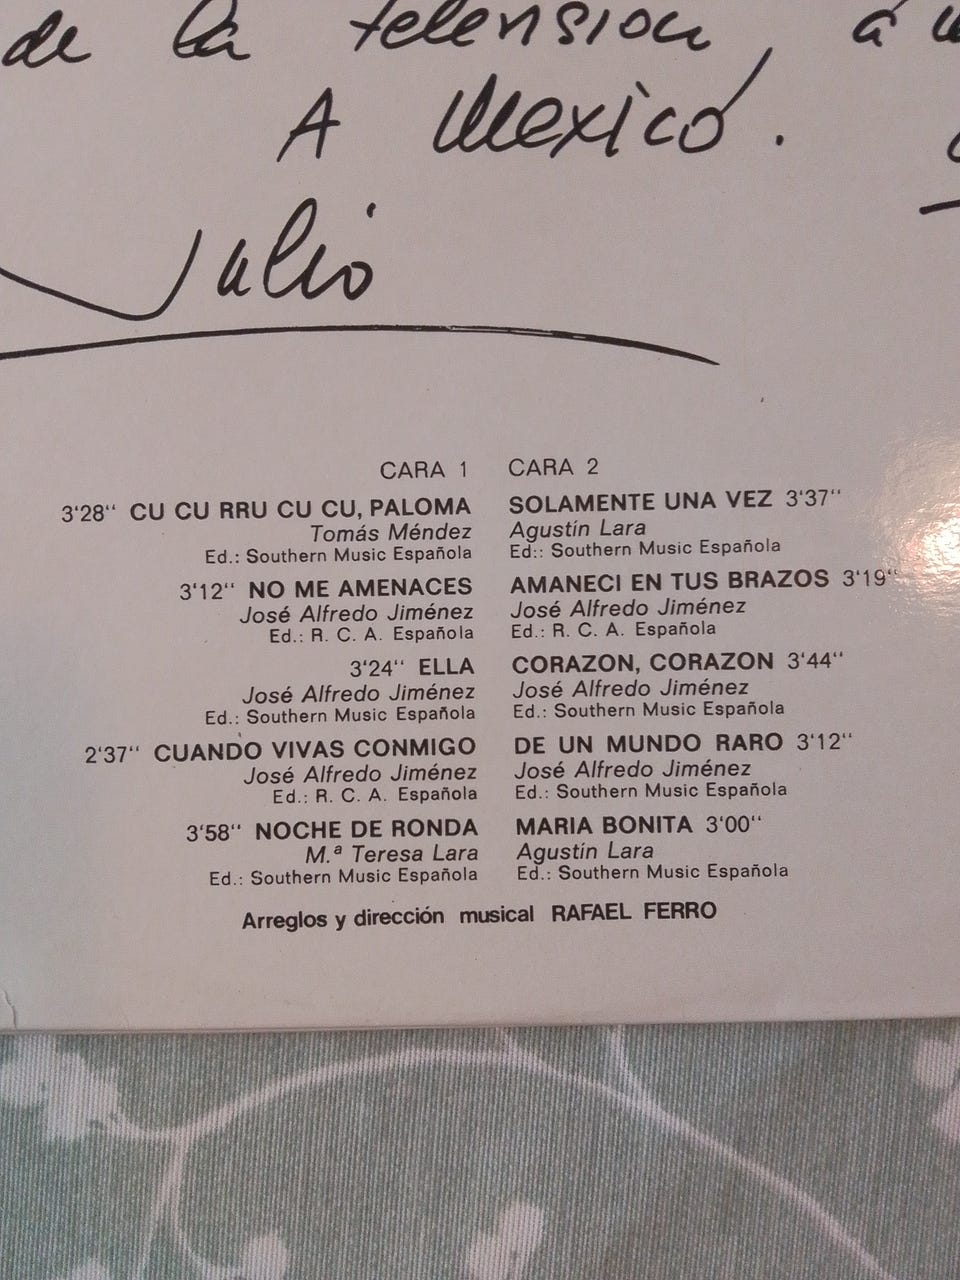 de la television, á
A Mexico.
Julio
CARA 1
3'28" CU CU RRU CU CU, PALOMA
Tomás Méndez
Ed.: Southern Music Española
3'12" NO ME AMENACES
José Alfredo Jiménez
Ed.: R. C. A. Española
3'24" ELLA
José Alfredo Jiménez
Ed.: Southern Music Española
2'37" CUANDO VIVAS CONMIGO
José Alfredo Jiménez
Ed.: R. C. A. Española
3'58" NOCHE DE RONDA
M.ª Teresa Lara
Ed.: Southern Music Española
CARA 2
SOLAMENTE UNA VEZ 3'37"
Agustín Lara
Ed:: Southern Music Española
AMANECI EN TUS BRAZOS 3'19"
José Alfredo Jiménez
Ed.: R. C. A. Española
CORAZON, CORAZON 3'44"
José Alfredo Jiménez
Ed.: Southern Music Española
DE UN MUNDO RARO 3'12"
José Alfredo Jiménez
Ed.: Southern Music Española
MARIA BONITA 3'00"
Agustín Lara
Ed.: Southern Music Española
Arreglos y dirección musical RAFAEL FERRO